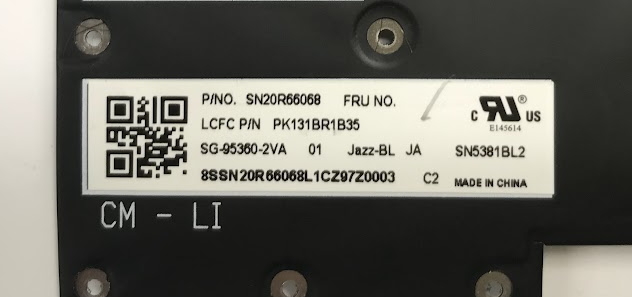 P/NO. SN20R66068 FRU NO.
LCFC P/N PK131BR1B35
SG-95360-2VA 01 Jazz-BL JA SN5381BL2
8SSN20R66068L1CZ97Z0003 C2 MADE IN CHINA
C RU ® US
E145614
CM - LI